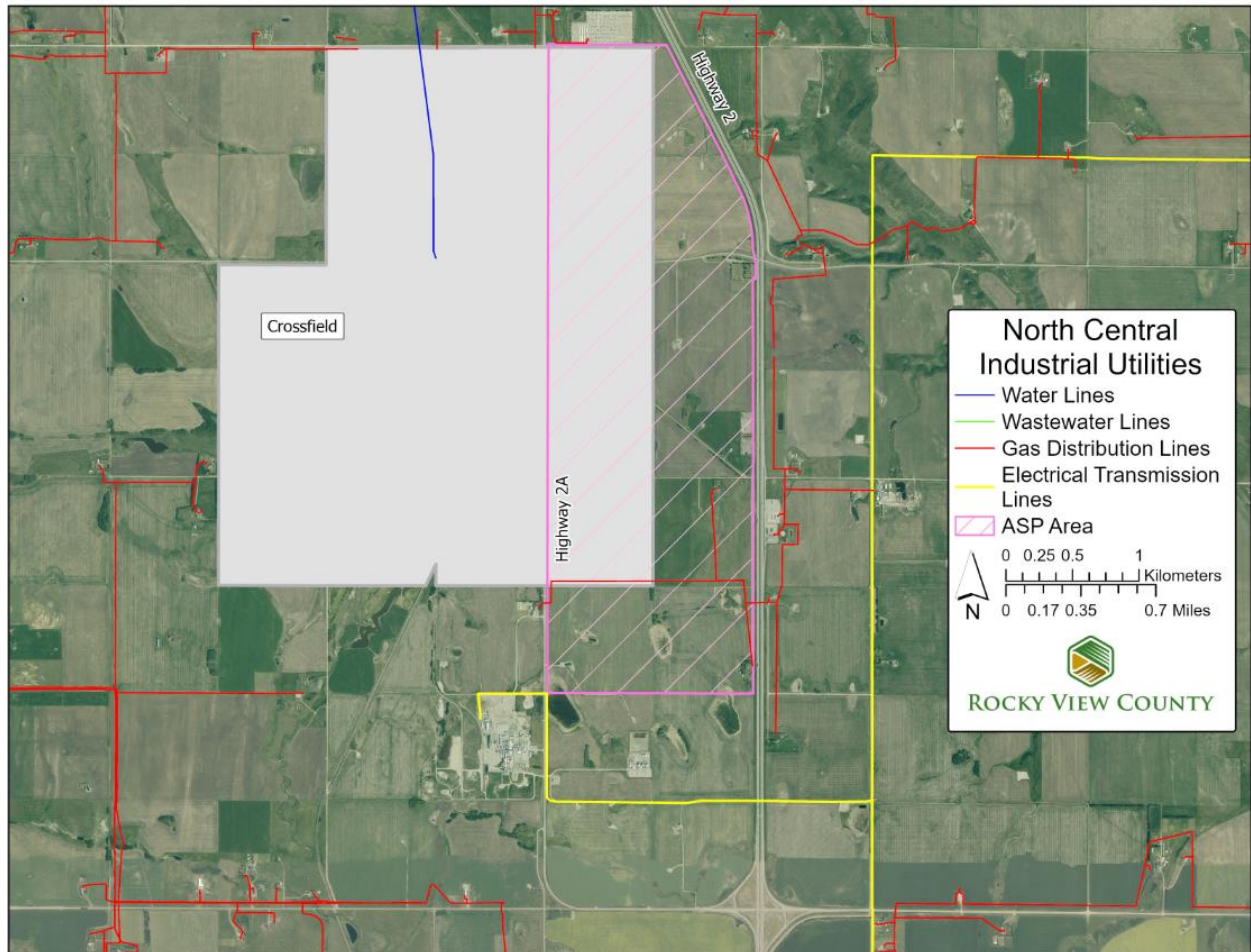 Highway 2
Crossfield
Highway 2A
North Central
Industrial Utilities
Water Lines
Wastewater Lines
Gas Distribution Lines
Electrical Transmission
Lines
ASP Area
0 0.25 0.5 1
Kilometers
0 0.17 0.35 0.7 Miles
N
ROCKY VIEW COUNTY